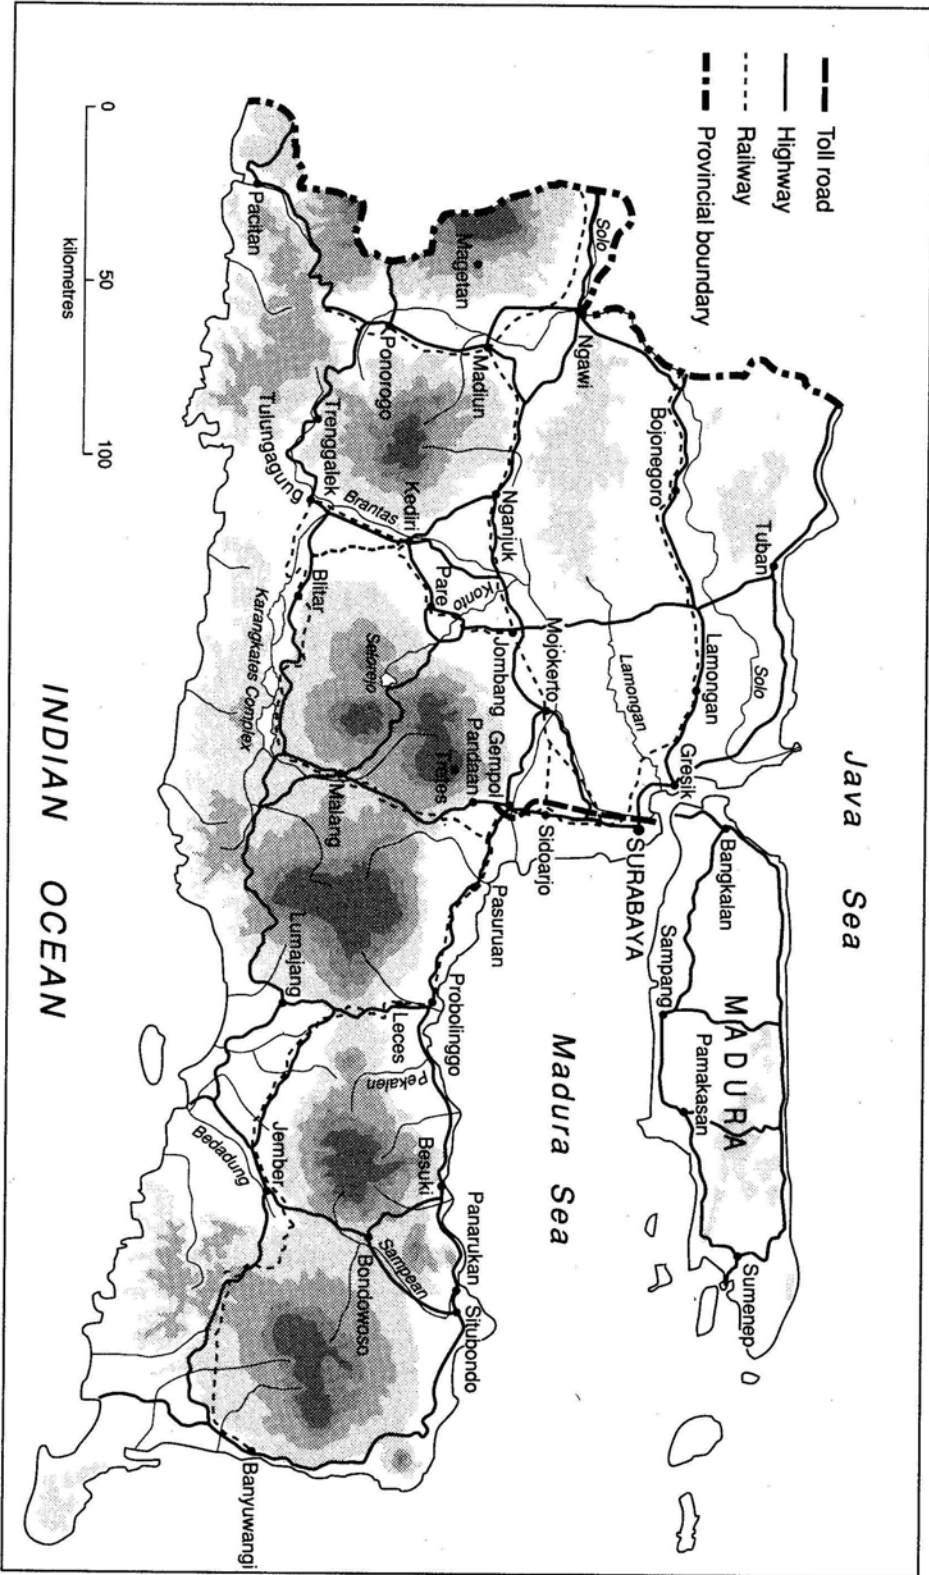 Toll road
Highway
Railway
Provincial boundary
0
50
100
kilometres
Java Sea
Madura Sea
INDIAN OCEAN
MADURA
Bangkalan
Sampang
Pamakasan
Sumenep
Tuban
Solo
Lamongan
Gresik
Bojonegoro
Solo
Ngawi
Lamongan
SURABAYA
Mojokerto
Sidoarjo
Magetan
Madiun
Nganjuk
Jombang
Konto
Gempol
Pandaan
Tretes
Pasuruan
Ponorogo
Kediri
Pare
Brantas
Selorejo
Trenggalek
Tulungagung
Blitar
Karangkates Complex
Malang
Pacitan
Lumajang
Probolinggo
Leces
Pekalen
Besuki
Panarukan
Situbondo
Sampean
Bondowoso
Jember
Bedadung
Banyuwangi